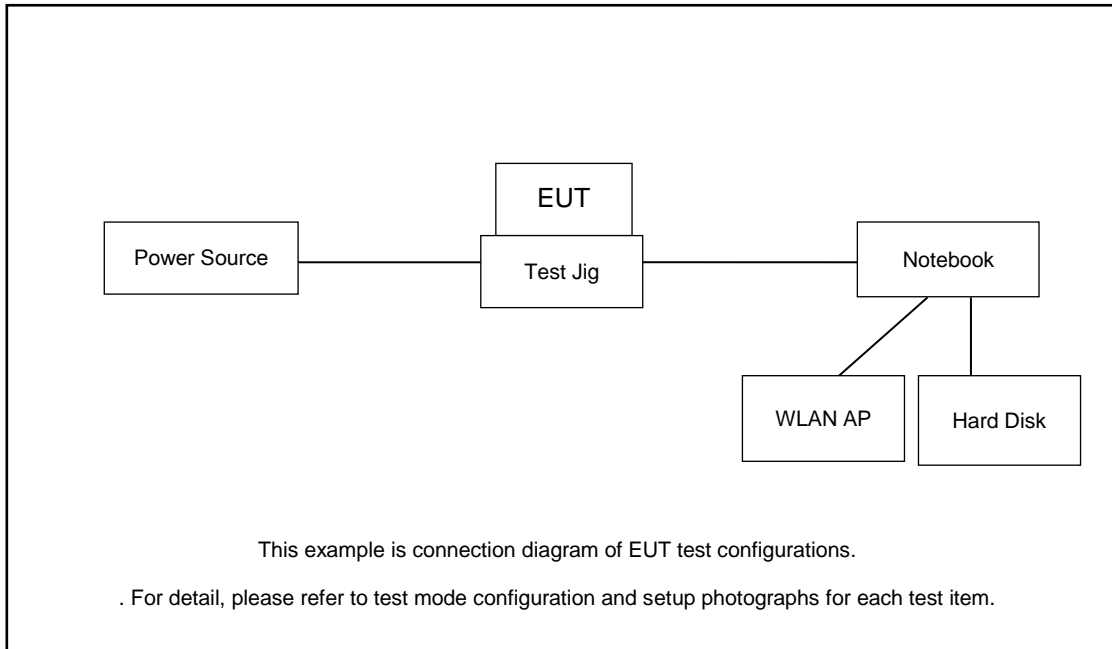 EUT
Power Source
Test Jig
Notebook
WLAN AP
Hard Disk
This example is connection diagram of EUT test configurations.
. For detail, please refer to test mode configuration and setup photographs for each test item.